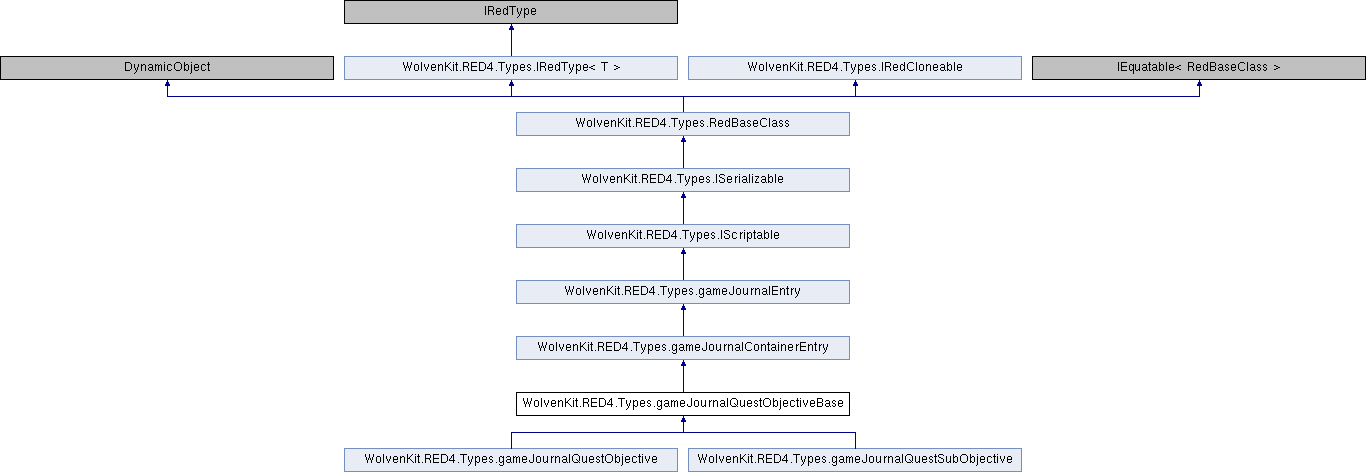 IRedType
DynamicObject
WolvenKit.RED4.Types.IRedType< T >
WolvenKit.RED4.Types.IRedCloneable
IEquatable< RedBaseClass >
WolvenKit.RED4.Types.RedBaseClass
WolvenKit.RED4.Types.ISerializable
WolvenKit.RED4.Types.IScriptable
WolvenKit.RED4.Types.gameJournalEntry
WolvenKit.RED4.Types.gameJournalContainerEntry
WolvenKit.RED4.Types.gameJournalQuestObjectiveBase
WolvenKit.RED4.Types.gameJournalQuestObjective
WolvenKit.RED4.Types.gameJournalQuestSubObjective